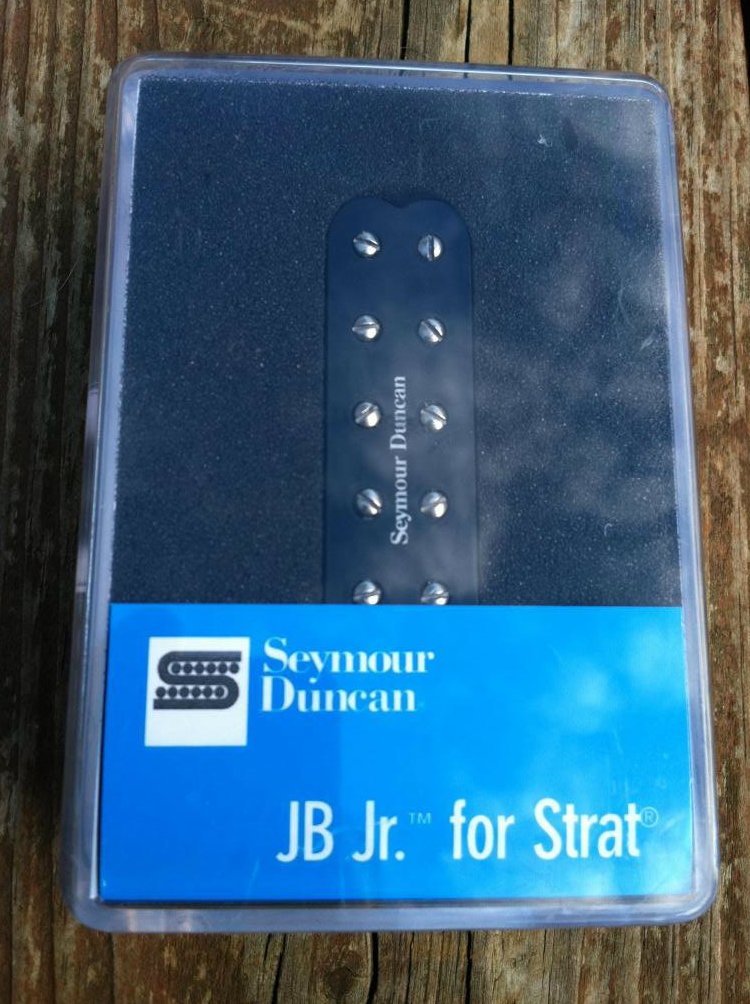 Seymour Duncan
Seymour
Duncan
JB Jr.™ for Strat®